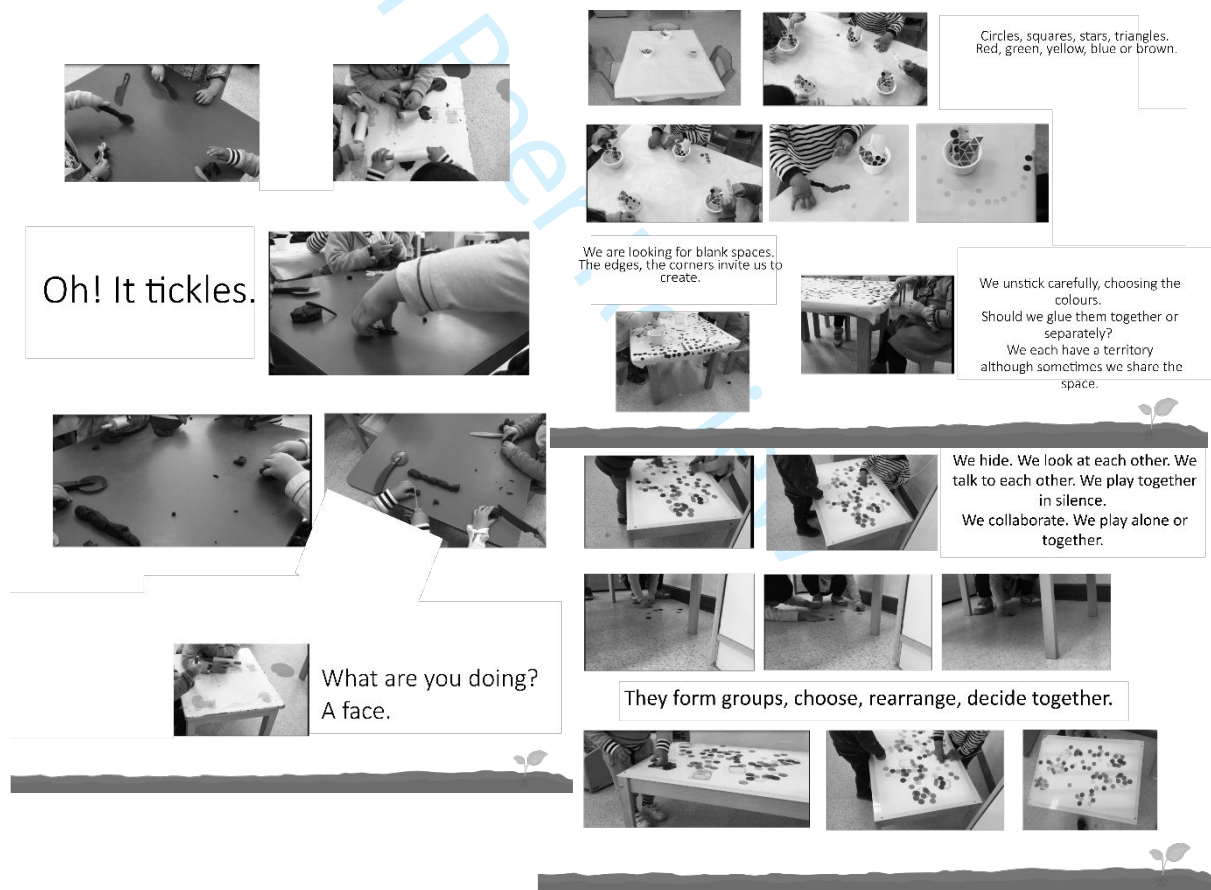 Oh! It tickles.
What are you doing?
A face.
Circles, squares, stars, triangles.
Red, green, yellow, blue or brown.
We are looking for blank spaces.
The edges, the corners invite us to
create.
We unstick carefully, choosing the
colours.
Should we glue them together or
separately?
We each have a territory
although sometimes we share the
space.
We hide. We look at each other. We
talk to each other. We play together
in silence.
We collaborate. We play alone or
together.
They form groups, choose, rearrange, decide together.